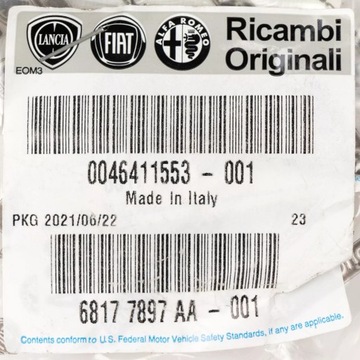 LANCIA FIAT ALFA ROMEO Ricambi
Originali
EOM3
0046411553 - 001
Made In Italy
PKG 2021/06/22 23
6817 7897 AA - 001
Contents conform to U.S. Federal Motor Vehicle Safety Standards, if any are applicable.